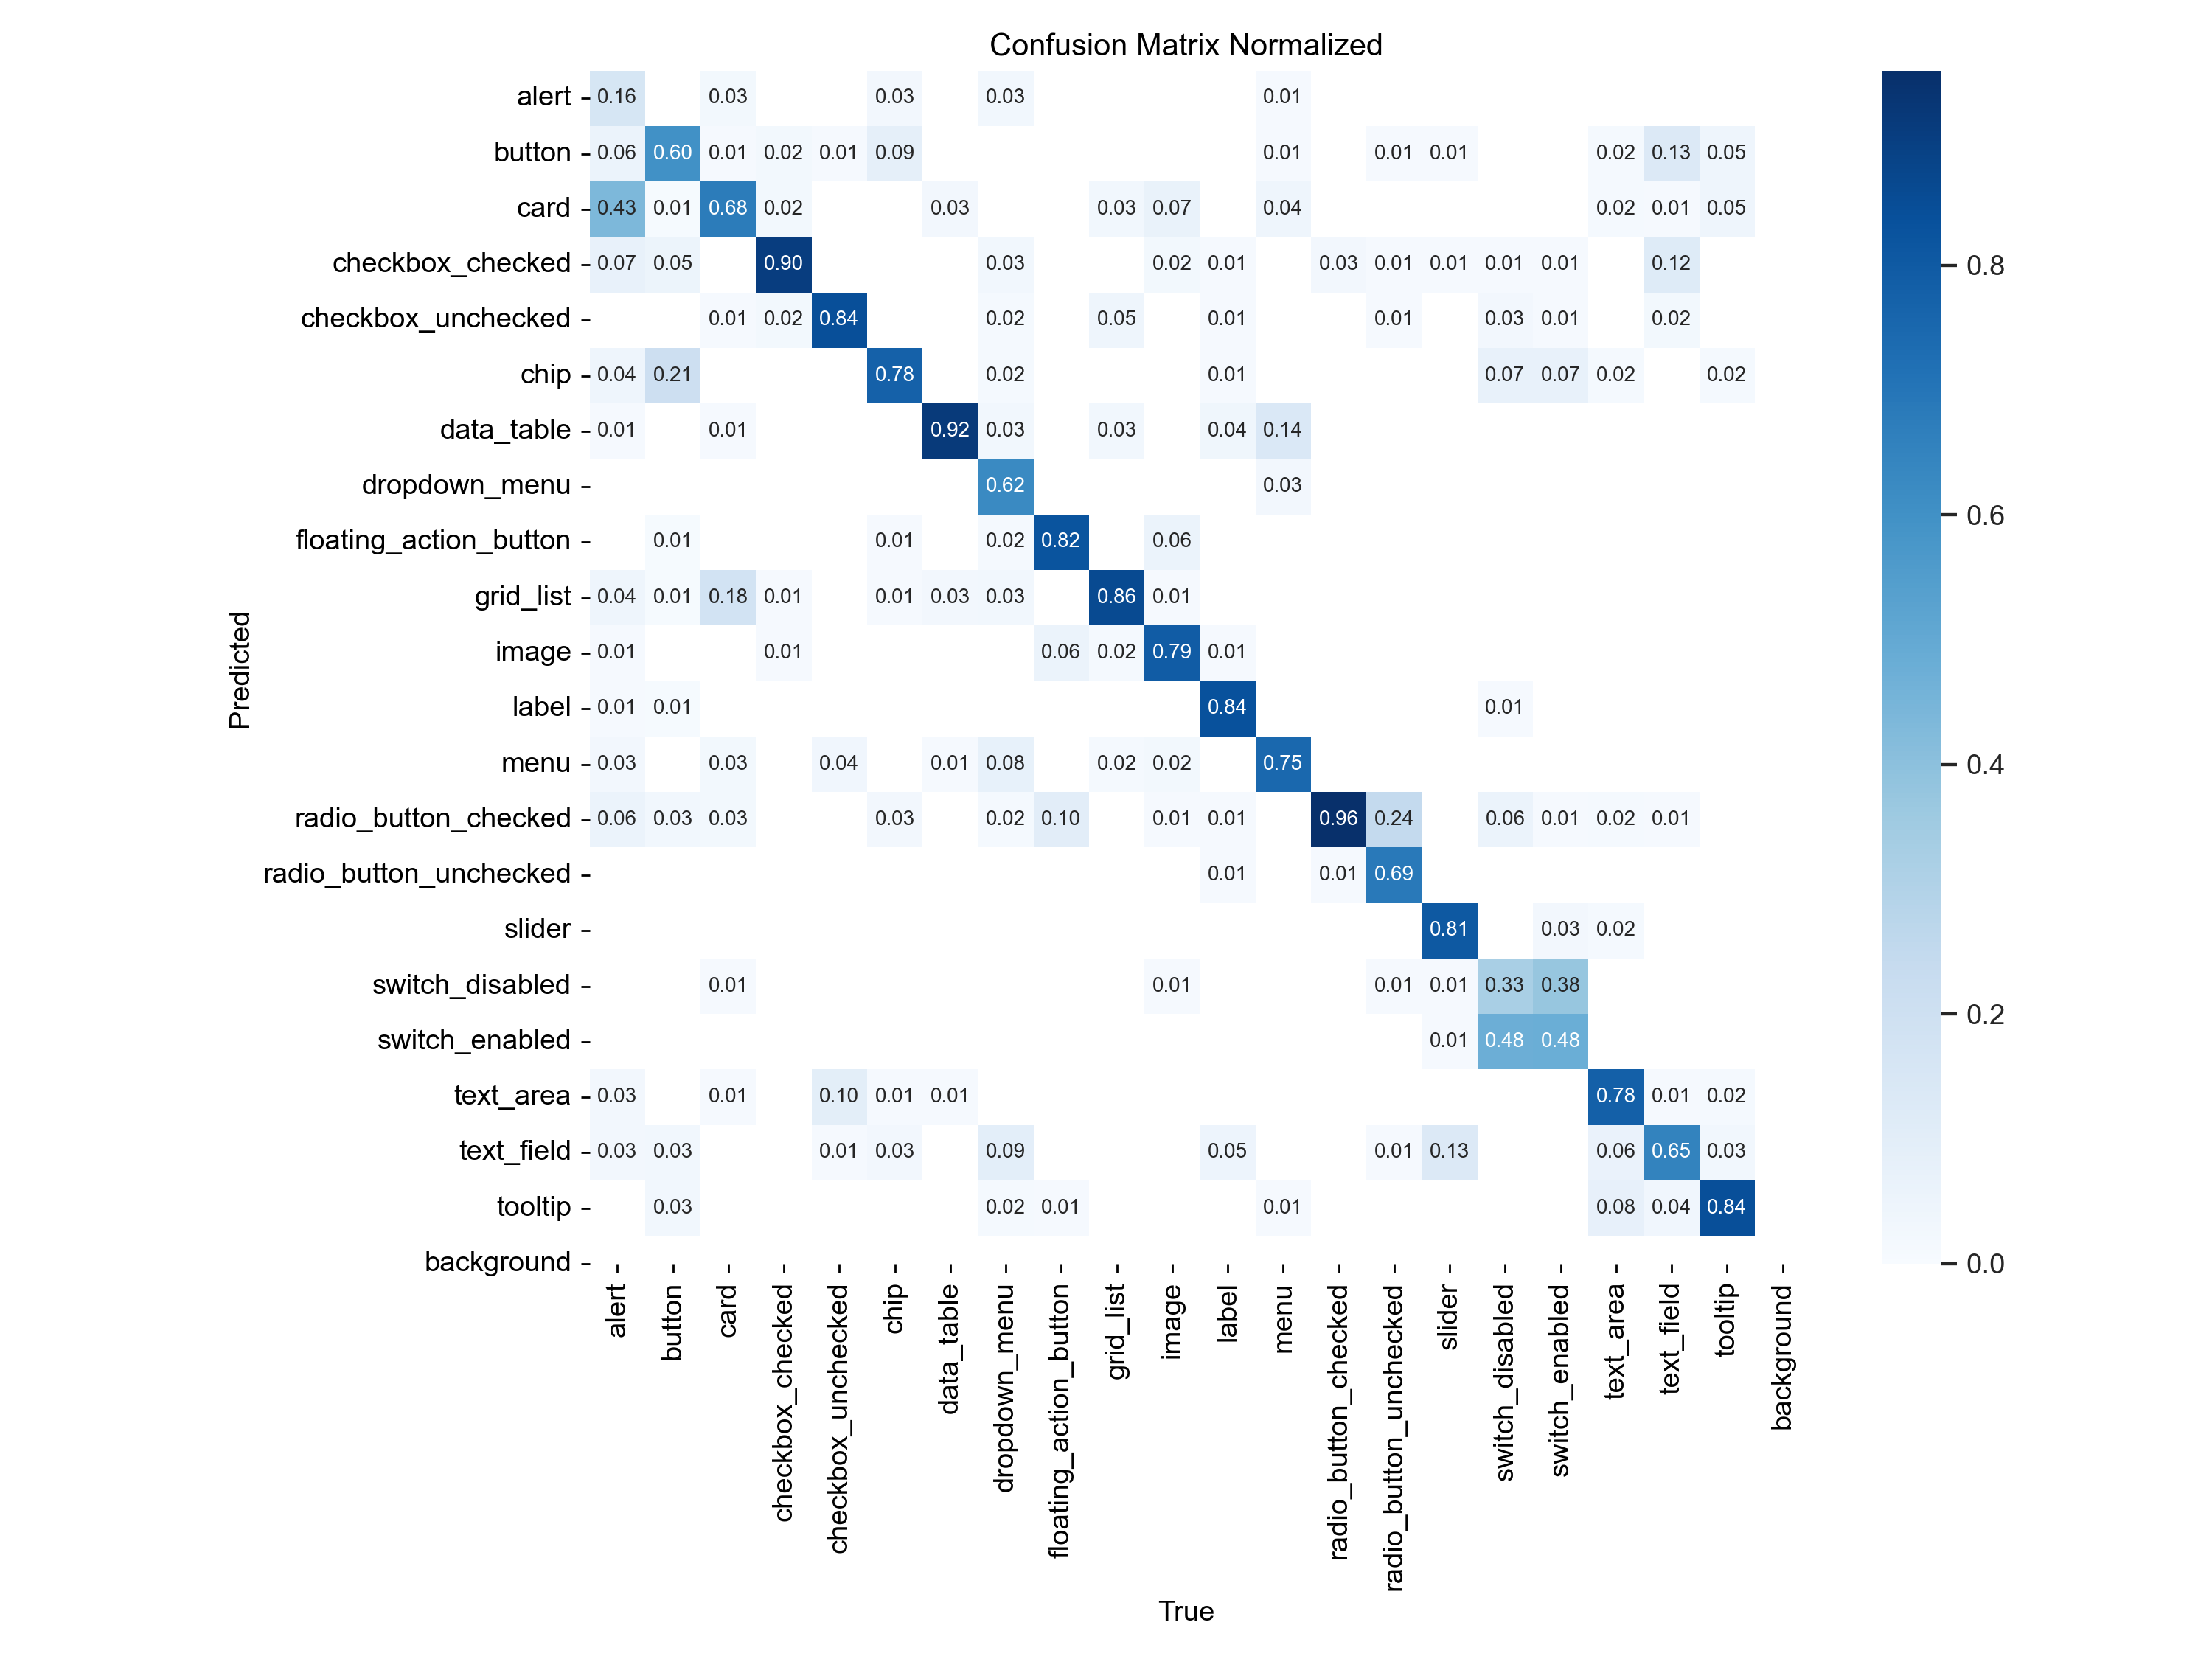 Confusion Matrix Normalized
alert 0.16 0.03 0.03 0.03 0.01
button 0.06 0.60 0.01 0.02 0.01 0.09 0.01 0.01 0.01 0.02 0.13 0.05
card 0.43 0.01 0.68 0.02 0.03 0.03 0.07 0.04 0.02 0.01 0.05
checkbox_checked 0.07 0.05 0.90 0.03 0.02 0.01 0.03 0.01 0.01 0.01 0.01 0.12
checkbox_unchecked 0.01 0.02 0.84 0.02 0.05 0.01 0.01 0.03 0.01 0.02
chip 0.04 0.21 0.78 0.02 0.01 0.07 0.07 0.02 0.02
data_table 0.01 0.01 0.92 0.03 0.03 0.04 0.14
dropdown_menu 0.62 0.03
floating_action_button 0.01 0.01 0.02 0.82 0.06
grid_list 0.04 0.01 0.18 0.01 0.01 0.03 0.03 0.86 0.01
image 0.01 0.01 0.06 0.02 0.79 0.01
label 0.01 0.01 0.84 0.01
menu 0.03 0.03 0.04 0.01 0.08 0.02 0.02 0.75
radio_button_checked 0.06 0.03 0.03 0.03 0.02 0.10 0.01 0.01 0.96 0.24 0.06 0.01 0.02 0.01
radio_button_unchecked 0.01 0.01 0.69
slider 0.81 0.03 0.02
switch_disabled 0.01 0.01 0.01 0.01 0.33 0.38
switch_enabled 0.01 0.48 0.48
text_area 0.03 0.01 0.10 0.01 0.01 0.78 0.01 0.02
text_field 0.03 0.03 0.01 0.03 0.09 0.05 0.01 0.13 0.06 0.65 0.03
tooltip 0.03 0.02 0.01 0.01 0.08 0.04 0.84
background
Predicted
alert
button
card
checkbox_checked
checkbox_unchecked
chip
data_table
dropdown_menu
floating_action_button
grid_list
image
label
menu
radio_button_checked
radio_button_unchecked
slider
switch_disabled
switch_enabled
text_area
text_field
tooltip
background
True
0.8
0.6
0.4
0.2
0.0